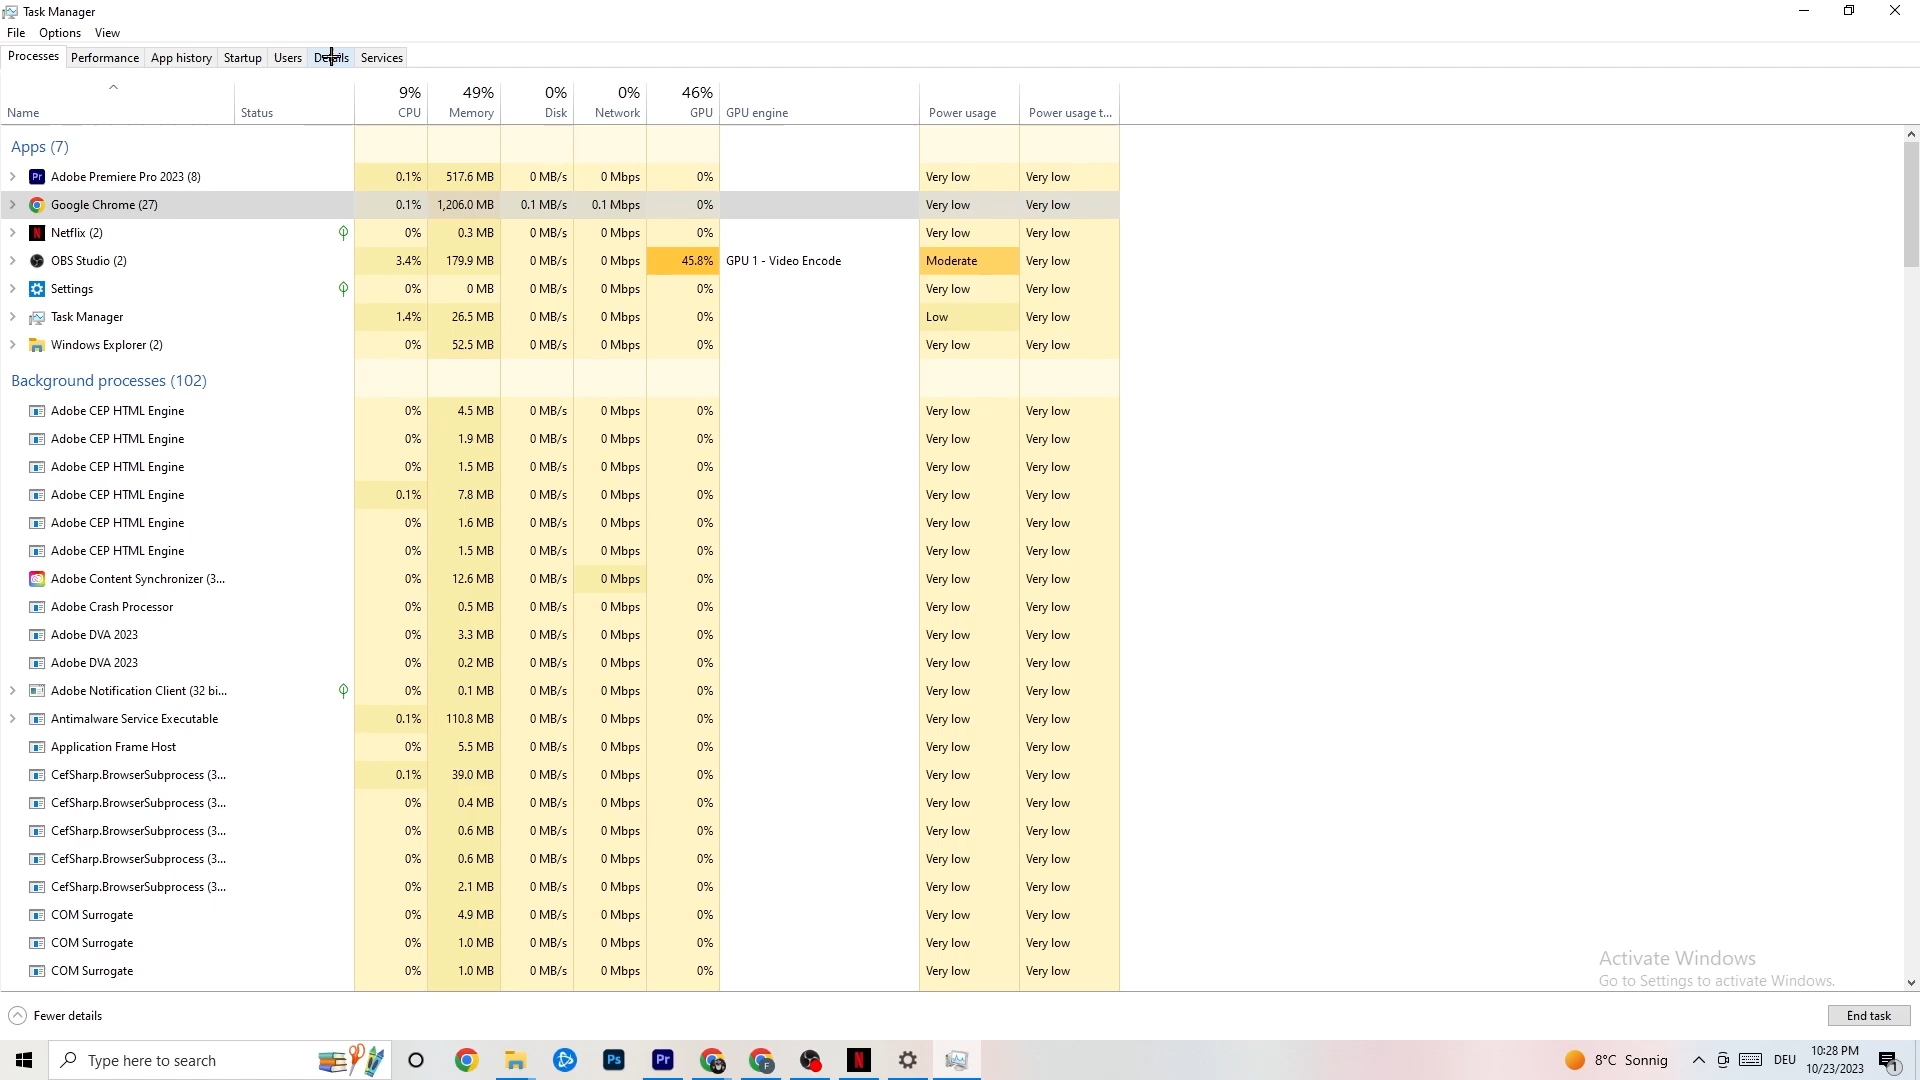 Task Manager
File Options View
Processes Performance App history Startup Users Details Services
9% 49% 0% 0% 46%
Name Status CPU Memory Disk Network GPU GPU engine Power usage Power usage t...
Apps (7)
Adobe Premiere Pro 2023 (8) 0.1% 517.6 MB 0 MB/s 0 Mbps 0% Very low Very low
Google Chrome (27) 0.1% 1,206.0 MB 0.1 MB/s 0.1 Mbps 0% Very low Very low
Netflix (2) 0% 0.3 MB 0 MB/s 0 Mbps 0% Very low Very low
OBS Studio (2) 3.4% 179.9 MB 0 MB/s 0 Mbps 45.8% GPU 1 - Video Encode Moderate Very low
Settings 0% 0 MB 0 MB/s 0 Mbps 0% Very low Very low
Task Manager 1.4% 26.5 MB 0 MB/s 0 Mbps 0% Low Very low
Windows Explorer (2) 0% 52.5 MB 0 MB/s 0 Mbps 0% Very low Very low
Background processes (102)
Adobe CEP HTML Engine 0% 4.5 MB 0 MB/s 0 Mbps 0% Very low Very low
Adobe CEP HTML Engine 0% 1.9 MB 0 MB/s 0 Mbps 0% Very low Very low
Adobe CEP HTML Engine 0% 1.5 MB 0 MB/s 0 Mbps 0% Very low Very low
Adobe CEP HTML Engine 0.1% 7.8 MB 0 MB/s 0 Mbps 0% Very low Very low
Adobe CEP HTML Engine 0% 1.6 MB 0 MB/s 0 Mbps 0% Very low Very low
Adobe CEP HTML Engine 0% 1.5 MB 0 MB/s 0 Mbps 0% Very low Very low
Adobe Content Synchronizer (3... 0% 12.6 MB 0 MB/s 0 Mbps 0% Very low Very low
Adobe Crash Processor 0% 0.5 MB 0 MB/s 0 Mbps 0% Very low Very low
Adobe DVA 2023 0% 3.3 MB 0 MB/s 0 Mbps 0% Very low Very low
Adobe DVA 2023 0% 0.2 MB 0 MB/s 0 Mbps 0% Very low Very low
Adobe Notification Client (32 bi... 0% 0.1 MB 0 MB/s 0 Mbps 0% Very low Very low
Antimalware Service Executable 0.1% 110.8 MB 0 MB/s 0 Mbps 0% Very low Very low
Application Frame Host 0% 5.5 MB 0 MB/s 0 Mbps 0% Very low Very low
CefSharp.BrowserSubprocess (3... 0.1% 39.0 MB 0 MB/s 0 Mbps 0% Very low Very low
CefSharp.BrowserSubprocess (3... 0% 0.4 MB 0 MB/s 0 Mbps 0% Very low Very low
CefSharp.BrowserSubprocess (3... 0% 0.6 MB 0 MB/s 0 Mbps 0% Very low Very low
CefSharp.BrowserSubprocess (3... 0% 0.6 MB 0 MB/s 0 Mbps 0% Very low Very low
CefSharp.BrowserSubprocess (3... 0% 2.1 MB 0 MB/s 0 Mbps 0% Very low Very low
COM Surrogate 0% 4.9 MB 0 MB/s 0 Mbps 0% Very low Very low
COM Surrogate 0% 1.0 MB 0 MB/s 0 Mbps 0% Very low Very low
COM Surrogate 0% 1.0 MB 0 MB/s 0 Mbps 0% Very low Very low
Activate Windows
Go to Settings to activate Windows.
Fewer details End task
Type here to search Ps Pr F N 8°C Sonnig DEU 10:28 PM
10/23/2023 1